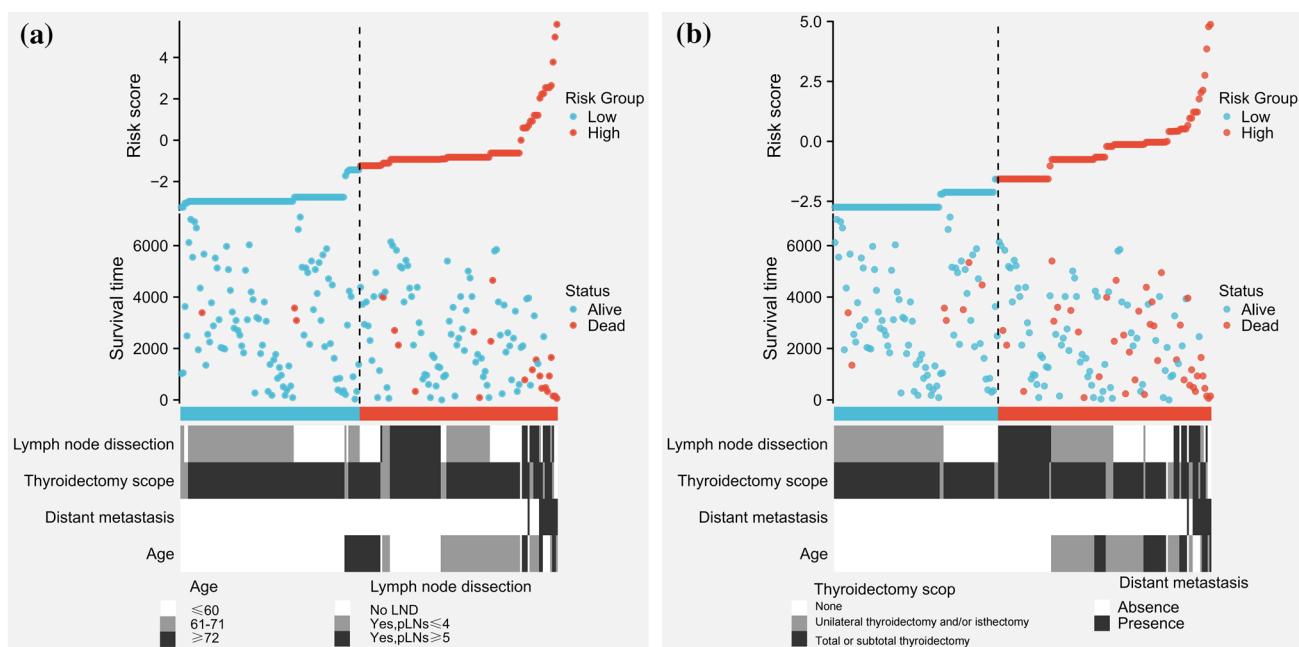 (a)
Risk score
4
2
0
−2
Risk Group
Low
High
Survival time
6000
4000
2000
0
Status
Alive
Dead
Lymph node dissection
Thyroidectomy scope
Distant metastasis
Age
Age
≤60
61-71
≥72
Lymph node dissection
No LND
Yes,pLNs≤4
Yes,pLNs≥5
(b)
Risk score
5.0
2.5
0.0
−2.5
Risk Group
Low
High
Survival time
6000
4000
2000
0
Status
Alive
Dead
Lymph node dissection
Thyroidectomy scope
Distant metastasis
Age
Thyroidectomy scop
None
Unilateral thyroidectomy and/or isthectomy
Total or subtotal thyroidectomy
Distant metastasis
Absence
Presence